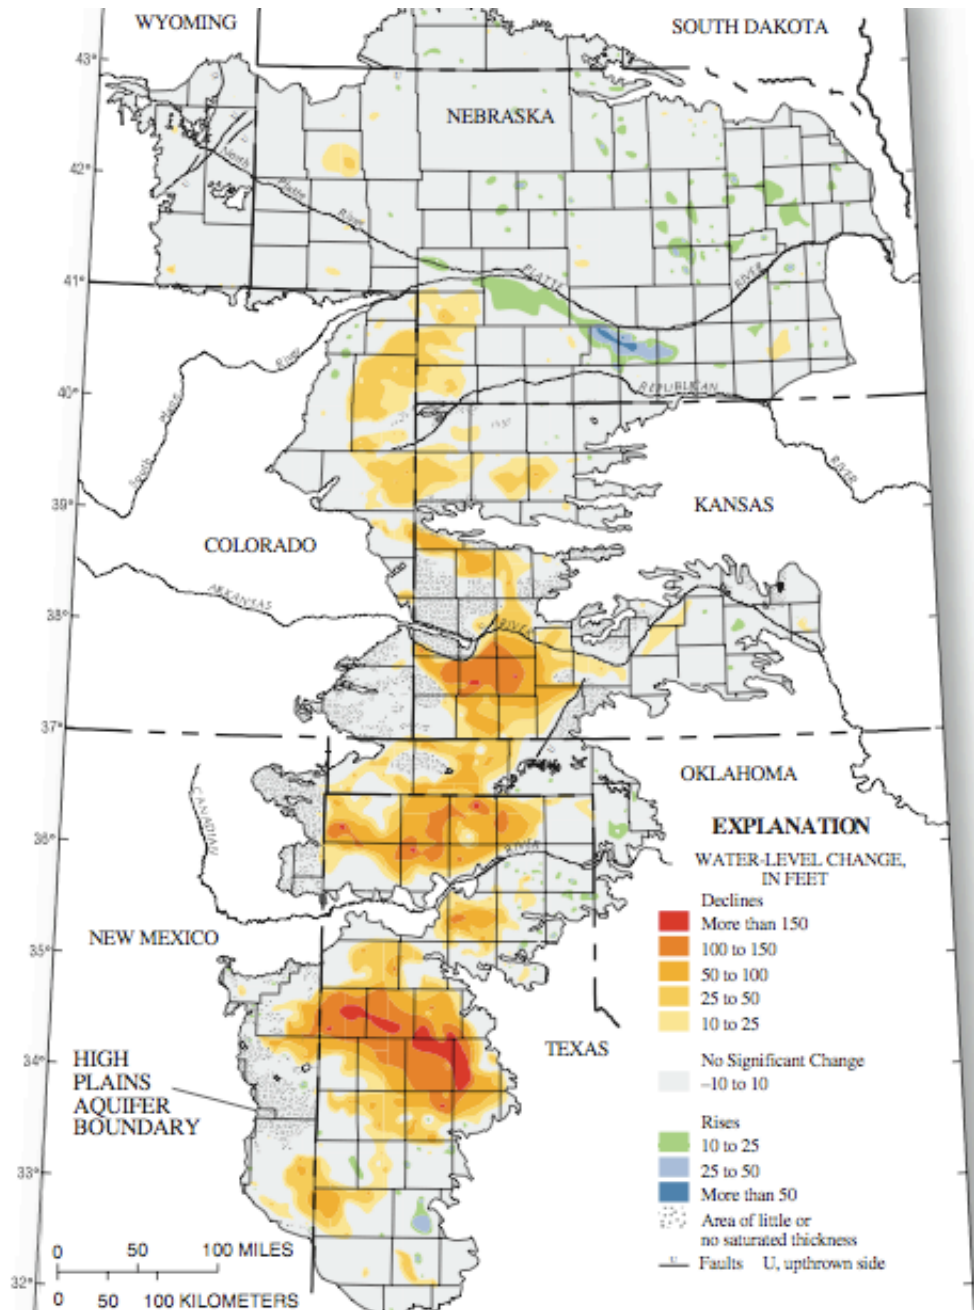 WYOMING
SOUTH DAKOTA
43°
NEBRASKA
42°
North
Platte
River
41°
PLATTE
RIVER
River
Platte
South
40°
REPUBLICAN
RIVER
39°
KANSAS
COLORADO
ARKANSAS
38°
RIVER
37°
OKLAHOMA
CANADIAN
36°
RIVER
EXPLANATION
WATER-LEVEL CHANGE,
IN FEET
Declines
More than 150
100 to 150
50 to 100
25 to 50
10 to 25
NEW MEXICO
35°
TEXAS
34°
HIGH
PLAINS
AQUIFER
BOUNDARY
No Significant Change
–10 to 10
Rises
10 to 25
25 to 50
More than 50
33°
Area of little or
no saturated thickness
U Faults U, upthrown side
0 50 100 MILES
32°
0 50 100 KILOMETERS